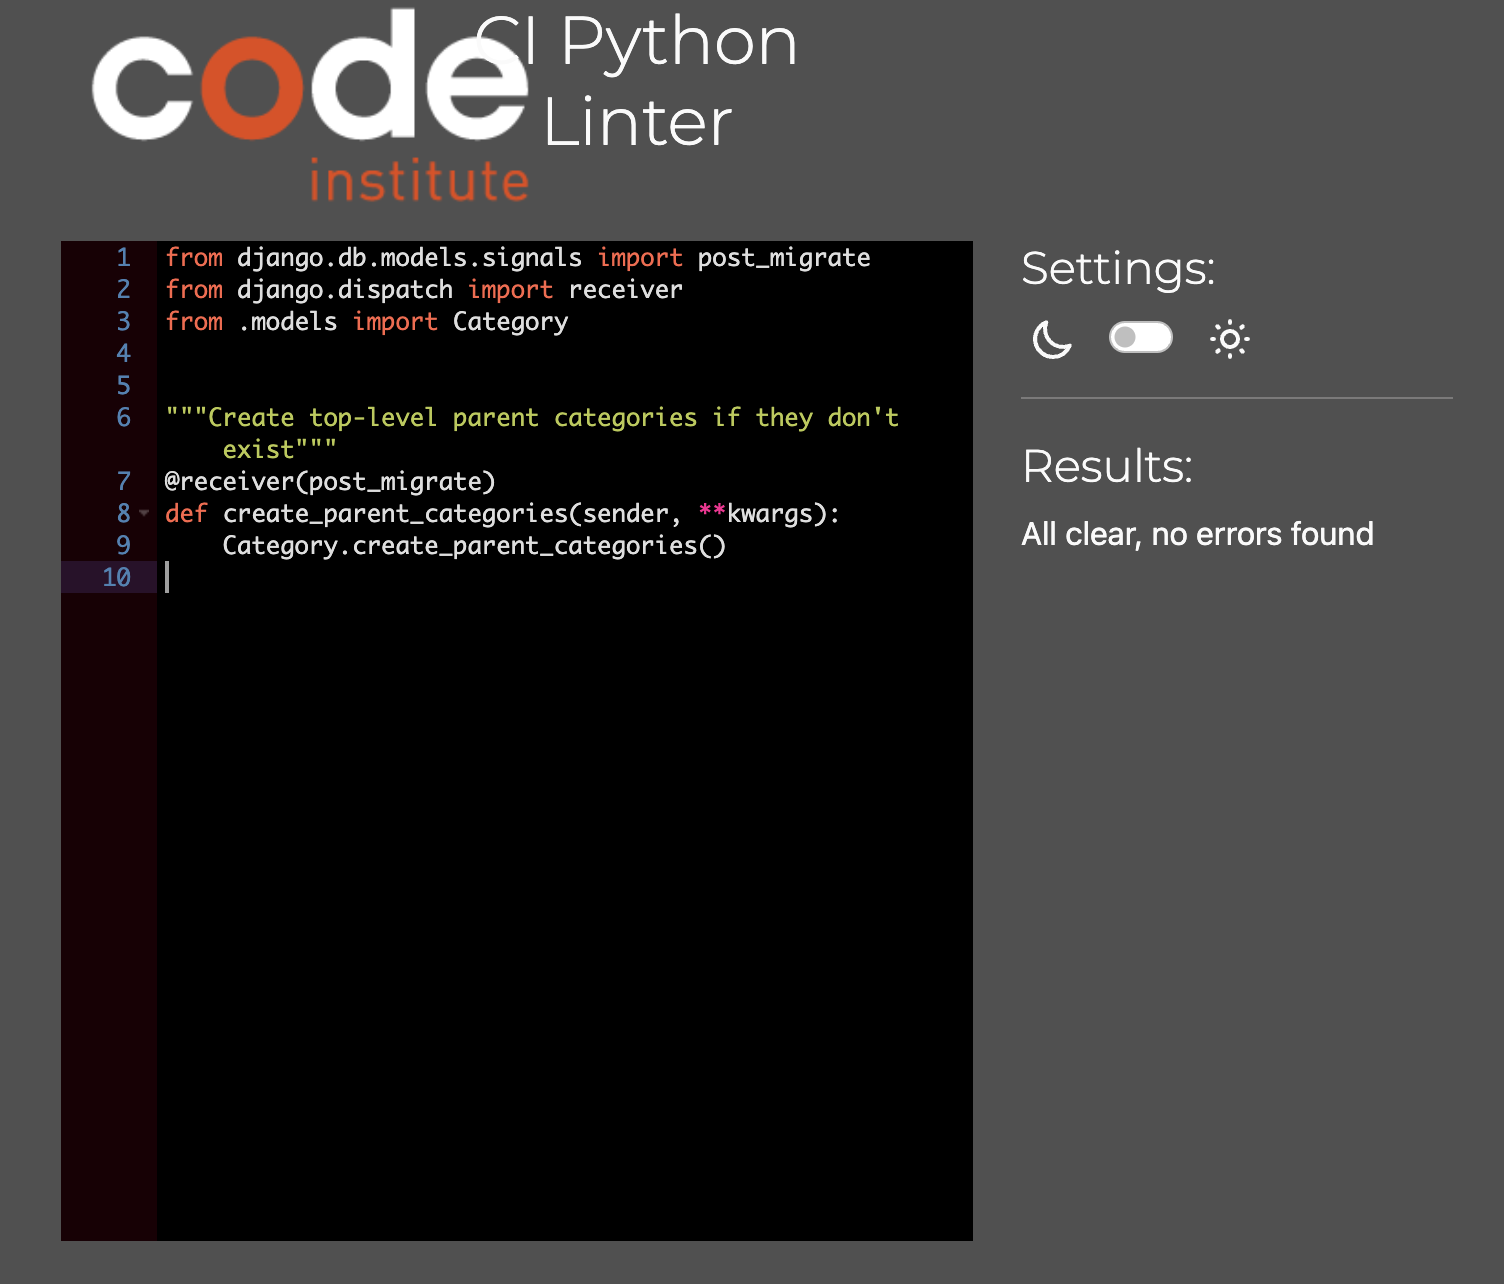 code
institute
CI Python
Linter
1 from django.db.models.signals import post_migrate
2 from django.dispatch import receiver
3 from .models import Category
4
5
6 """Create top-level parent categories if they don't
exist"""
7 @receiver(post_migrate)
8 def create_parent_categories(sender, **kwargs):
9     Category.create_parent_categories()
10
Settings:
Results:
All clear, no errors found